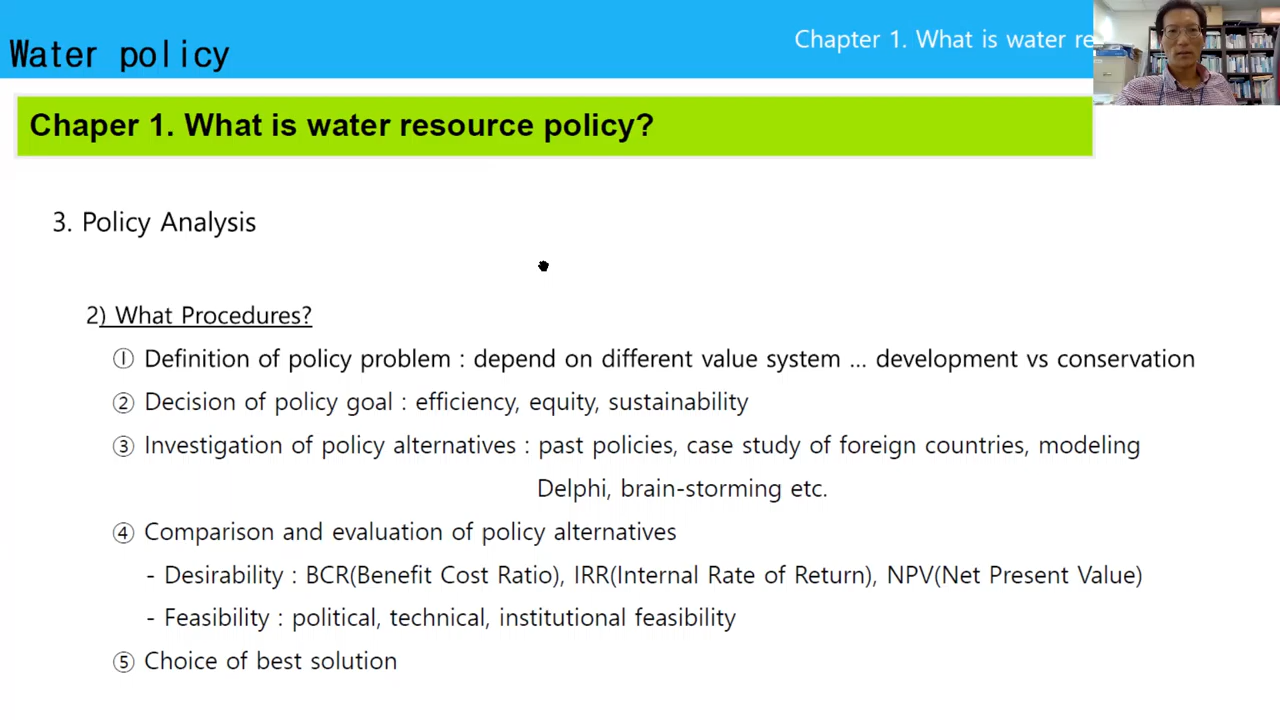 Water policy
Chapter 1. What is water
Chaper 1. What is water resource policy?
3. Policy Analysis
2) What Procedures?
① Definition of policy problem : depend on different value system ... development vs conservation
② Decision of policy goal : efficiency, equity, sustainability
③ Investigation of policy alternatives : past policies, case study of foreign countries, modeling
Delphi, brain-storming etc.
④ Comparison and evaluation of policy alternatives
- Desirability : BCR(Benefit Cost Ratio), IRR(Internal Rate of Return), NPV(Net Present Value)
- Feasibility : political, technical, institutional feasibility
⑤ Choice of best solution